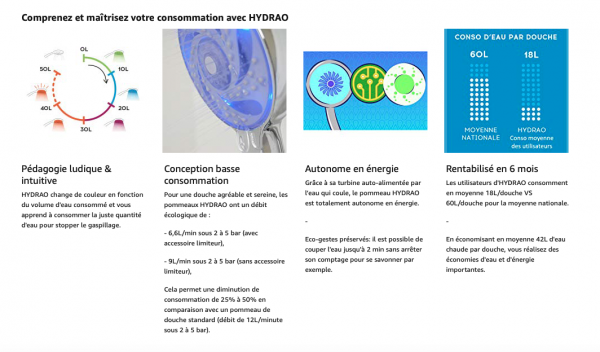 Comprenez et maîtrisez votre consommation avec HYDRAO
0L
10L
20L
30L
40L
50L
CONSO D'EAU PAR DOUCHE
60L
18L
MOYENNE
NATIONALE
HYDRAO
Conso moyenne
des utilisateurs
Pédagogie ludique &
intuitive
HYDRAO change de couleur en fonction
du volume d'eau consommé et vous
apprend à consommer la juste quantité
d'eau pour stopper le gaspillage.
Conception basse
consommation
Pour une douche agréable et sereine, les
pommeaux HYDRAO ont un débit
écologique de :
- 6,6L/min sous 2 à 5 bar (avec
accessoire limiteur),
- 9L/min sous 2 à 5 bar (sans accessoire
limiteur),
Cela permet une diminution de
consommation de 25% à 50% en
comparaison avec un pommeau de
douche standard (débit de 12L/minute
sous 2 à 5 bar).
Autonome en énergie
Grâce à sa turbine auto-alimentée par
l'eau qui coule, le pommeau HYDRAO
est totalement autonome en énergie.
-
Eco-gestes préservés: il est possible de
couper l'eau jusqu'à 2 min sans arrêter
son comptage pour se savonner par
exemple.
Rentabilisé en 6 mois
Les utilisateurs d'HYDRAO consomment
en moyenne 18L/douche VS
60L/douche pour la moyenne nationale.
-
En économisant en moyenne 42L d'eau
chaude par douche, vous réalisez des
économies d'eau et d'énergie
importantes.